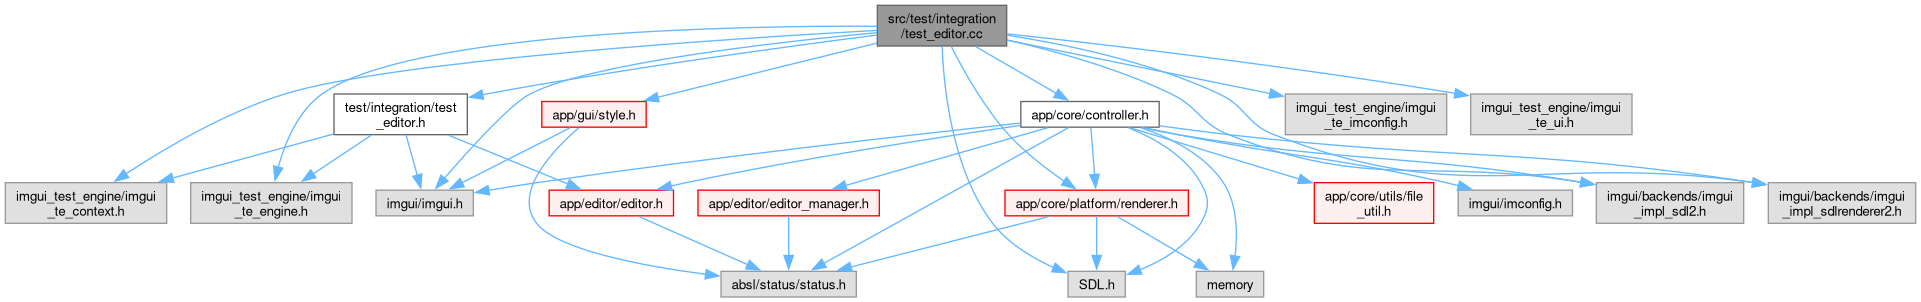 src/test/integration
/test_editor.cc
test/integration/test
_editor.h
app/gui/style.h
app/core/controller.h
imgui_test_engine/imgui
_te_imconfig.h
imgui_test_engine/imgui
_te_ui.h
imgui_test_engine/imgui
_te_context.h
imgui_test_engine/imgui
_te_engine.h
imgui/imgui.h
app/editor/editor.h
app/editor/editor_manager.h
app/core/platform/renderer.h
app/core/utils/file
_util.h
imgui/imconfig.h
imgui/backends/imgui
_impl_sdl2.h
imgui/backends/imgui
_impl_sdlrenderer2.h
absl/status/status.h
SDL.h
memory